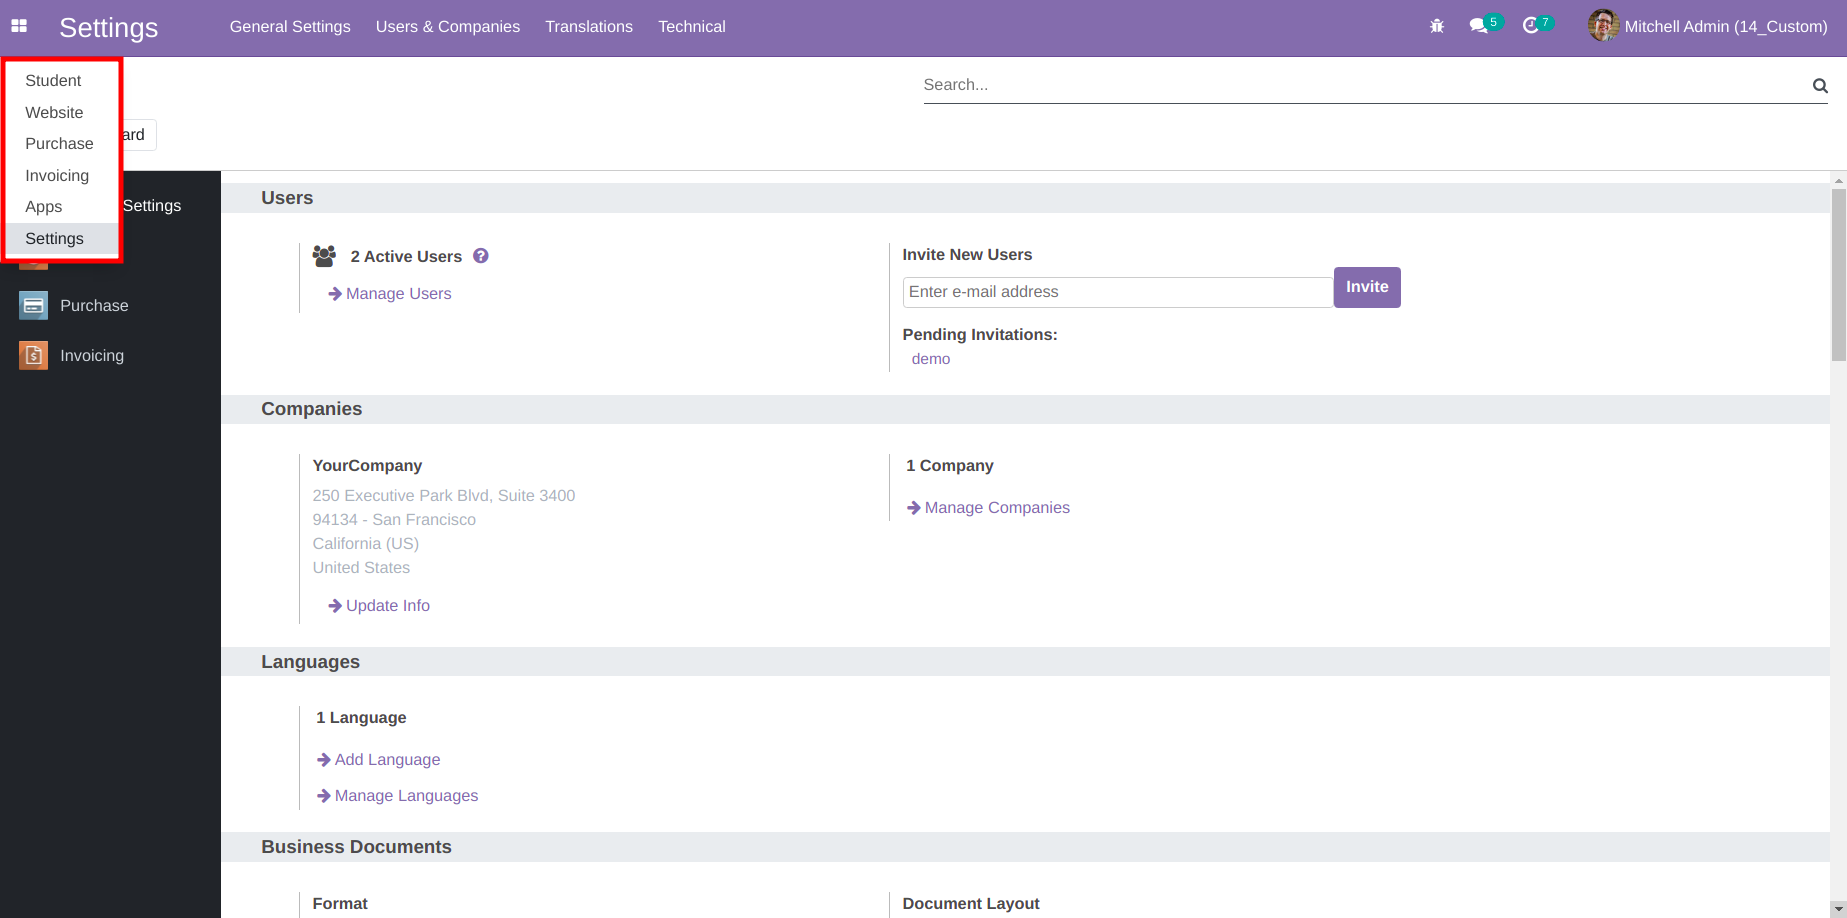 Settings
General Settings
Users & Companies
Translations
Technical
5
7
Mitchell Admin (14_Custom)
Student
Website
Purchase
Invoicing
Apps
Settings
Search...
ard
Settings
Purchase
Invoicing
Users
2 Active Users
Manage Users
Invite New Users
Enter e-mail address
Invite
Pending Invitations:
demo
Companies
YourCompany
250 Executive Park Blvd, Suite 3400
94134 - San Francisco
California (US)
United States
Update Info
1 Company
Manage Companies
Languages
1 Language
Add Language
Manage Languages
Business Documents
Format
Document Layout